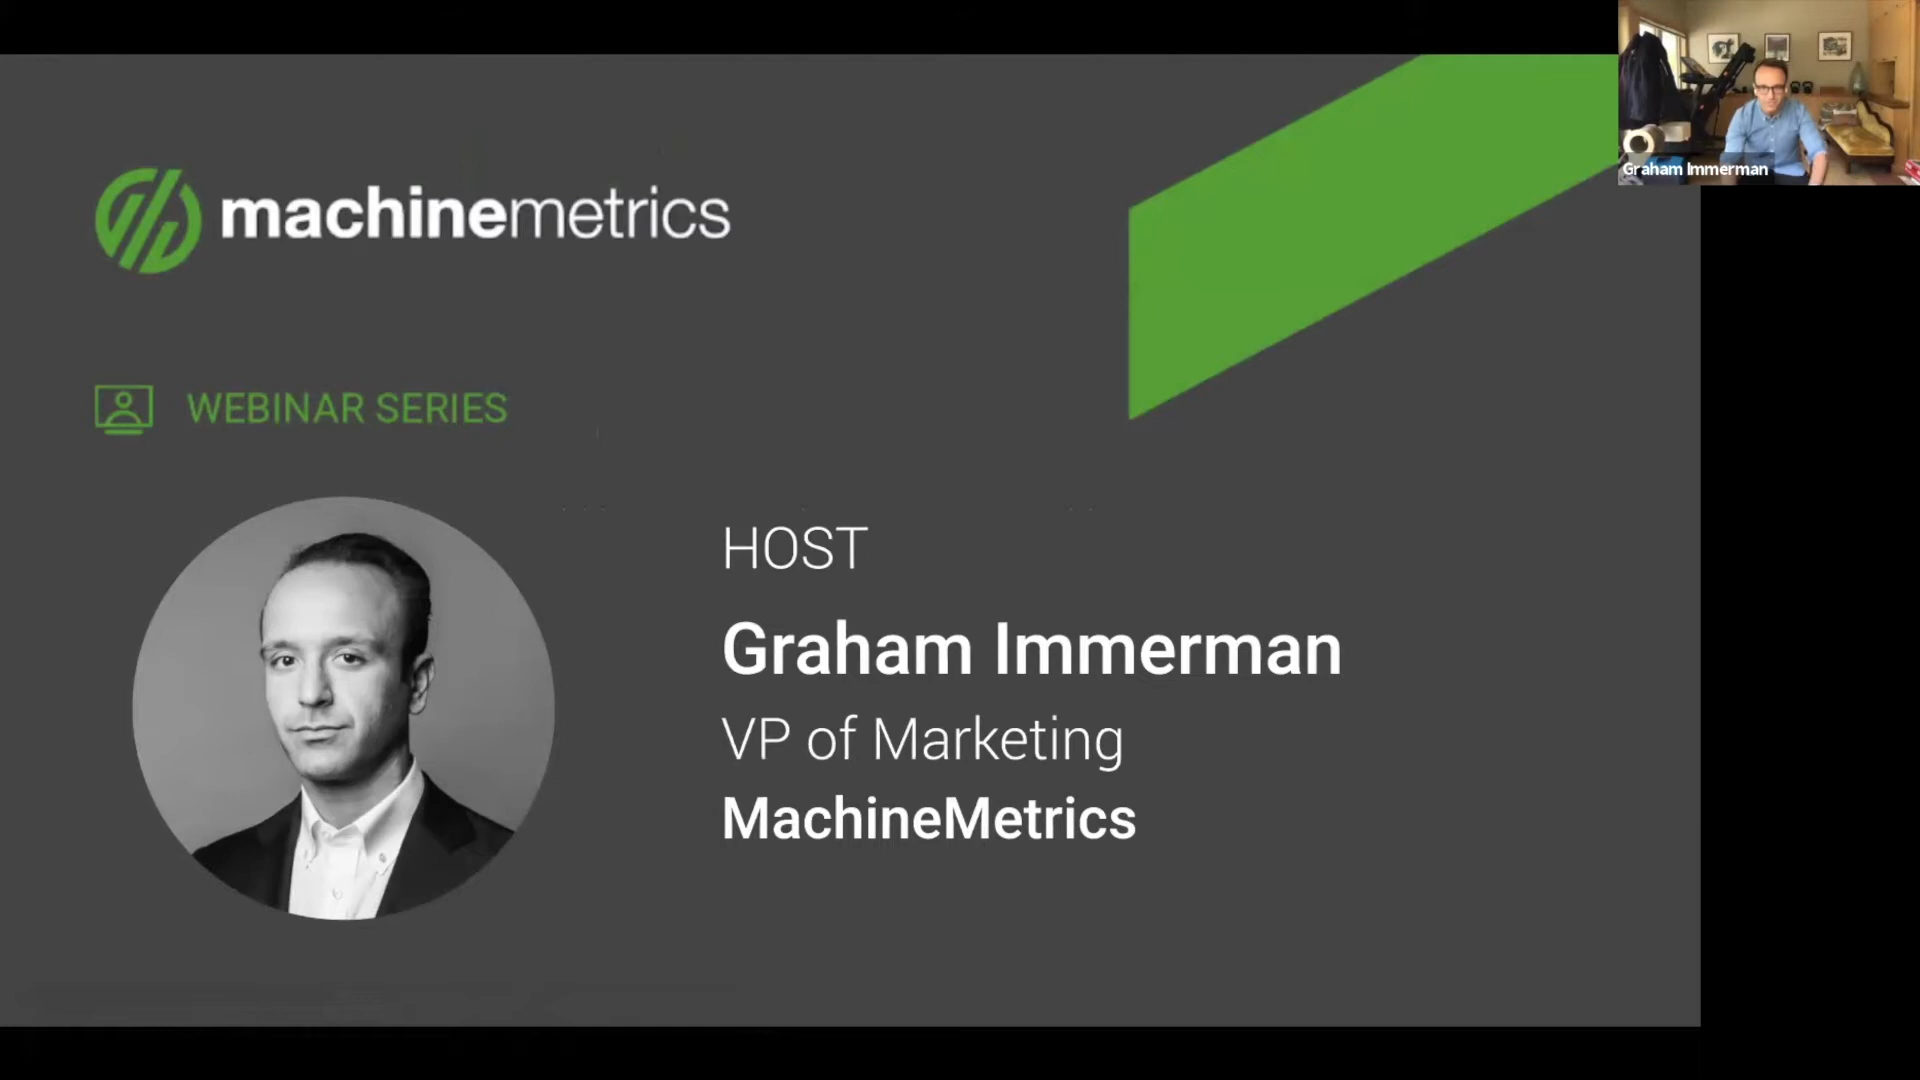 machinemetrics
Graham Immerman
WEBINAR SERIES
HOST
Graham Immerman
VP of Marketing
MachineMetrics